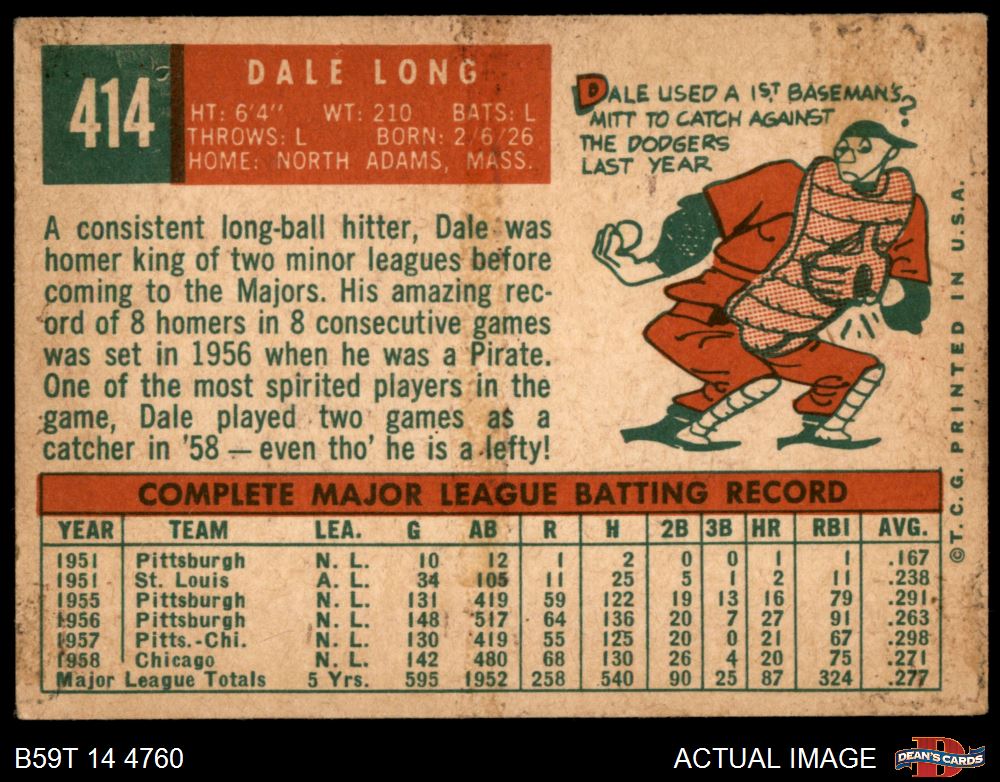 414
DALE LONG
HT: 6'4" WT: 210 BATS: L
THROWS: L BORN: 2/6/26
HOME: NORTH ADAMS, MASS.
DALE USED A 1ST BASEMAN'S
MITT TO CATCH AGAINST
THE DODGERS
LAST YEAR
?
A consistent long-ball hitter, Dale was
homer king of two minor leagues before
coming to the Majors. His amazing rec-
ord of 8 homers in 8 consecutive games
was set in 1956 when he was a Pirate.
One of the most spirited players in the
game, Dale played two games as a
catcher in '58 — even tho' he is a lefty!
COMPLETE MAJOR LEAGUE BATTING RECORD
YEAR TEAM LEA. G AB R H 2B 3B HR RBI AVG.
1951 Pittsburgh N. L. 10 12 1 2 0 0 1 1 .167
1951 St. Louis A. L. 34 105 11 25 5 1 2 11 .238
1955 Pittsburgh N. L. 131 419 59 122 19 13 16 79 .291
1956 Pittsburgh N. L. 148 517 64 136 20 7 27 91 .263
1957 Pitts.-Chi. N. L. 130 419 55 125 20 0 21 67 .298
1958 Chicago N. L. 142 480 68 130 26 4 20 75 .271
Major League Totals 5 Yrs. 595 1952 258 540 90 25 87 324 .277
©T. C. G. PRINTED IN U.S.A.
B59T 14 4760
ACTUAL IMAGE
D
DEAN'S CARDS